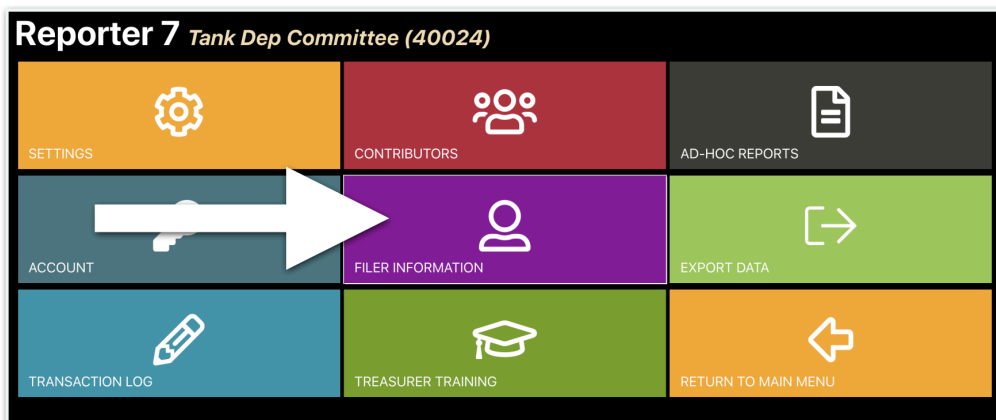 Reporter 7 Tank Dep Committee (40024)
SETTINGS
CONTRIBUTORS
AD-HOC REPORTS
ACCOUNT
FILER INFORMATION
EXPORT DATA
TRANSACTION LOG
TREASURER TRAINING
RETURN TO MAIN MENU